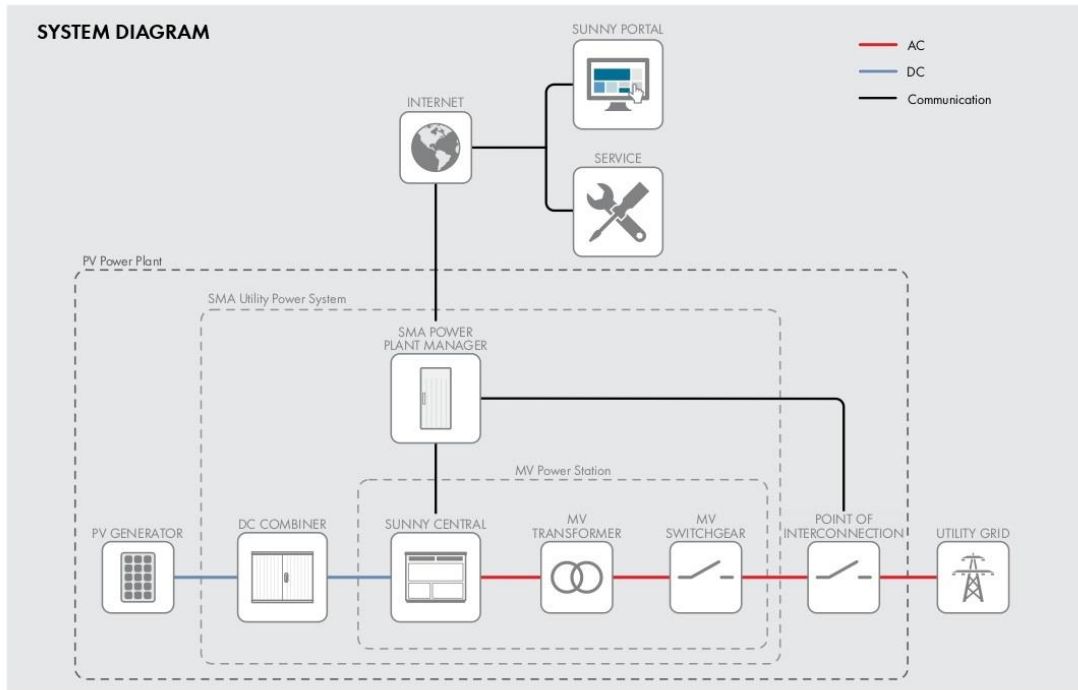 SYSTEM DIAGRAM
SUNNY PORTAL
AC
DC
Communication
INTERNET
SERVICE
PV Power Plant
SMA Utility Power System
SMA POWER
PLANT MANAGER
MV Power Station
PV GENERATOR
DC COMBINER
SUNNY CENTRAL
MV
TRANSFORMER
MV
SWITCHGEAR
POINT OF
INTERCONNECTION
UTILITY GRID